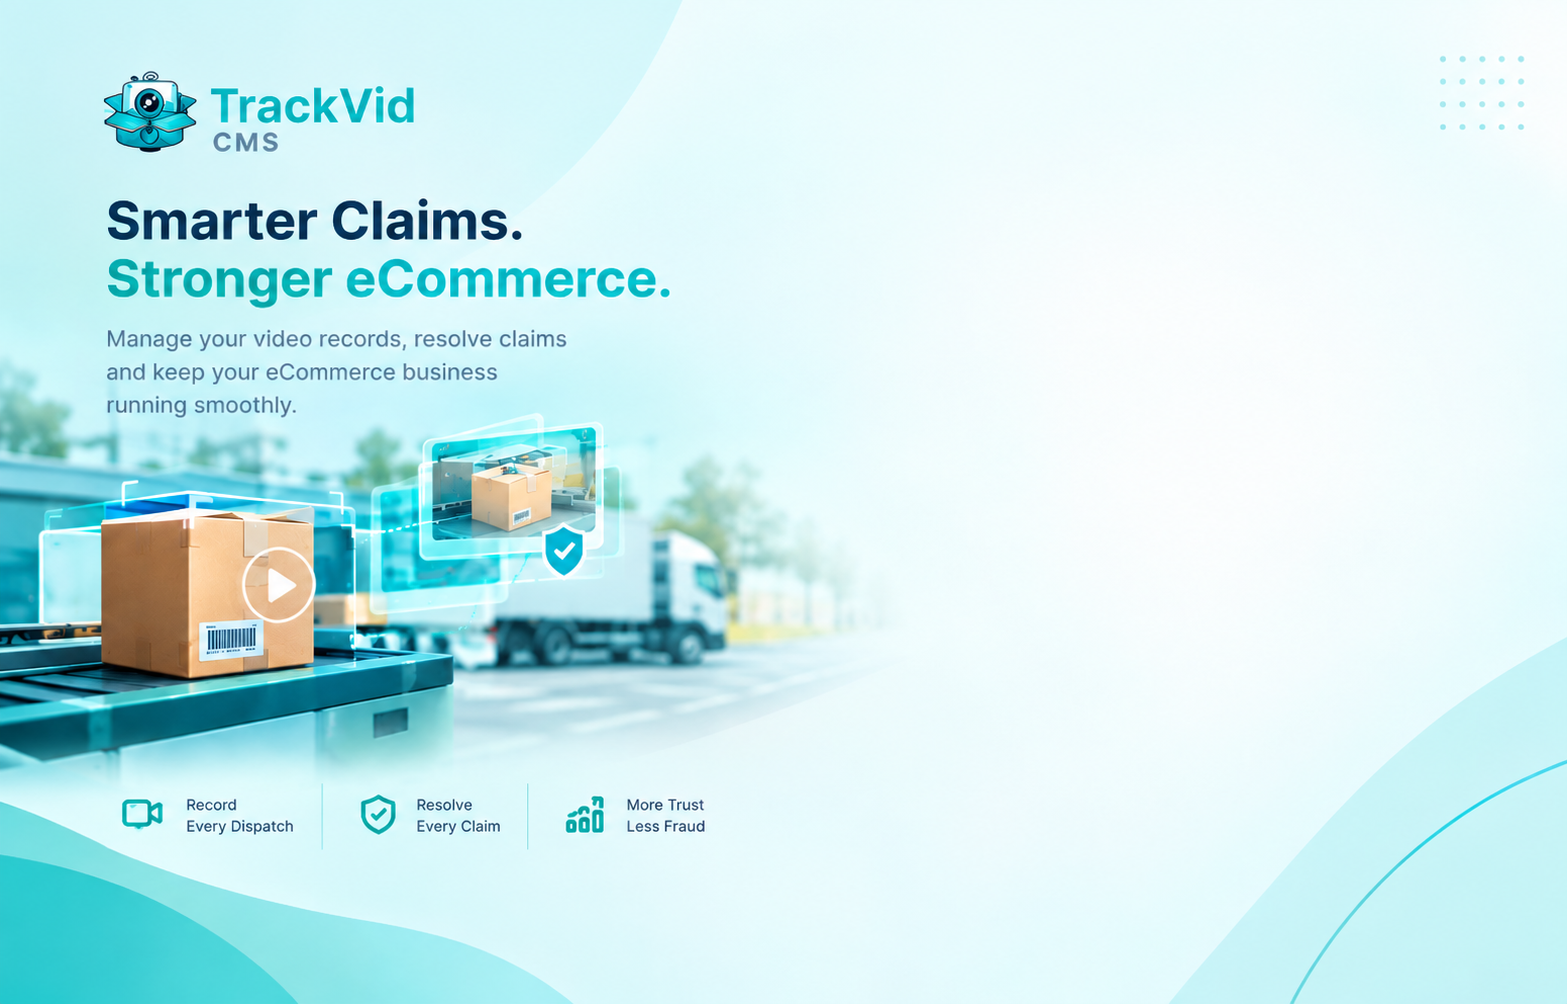 TrackVid
CMS
Smarter Claims.
Stronger eCommerce.
Manage your video records, resolve claims
and keep your eCommerce business
running smoothly.
Record
Every Dispatch
Resolve
Every Claim
More Trust
Less Fraud